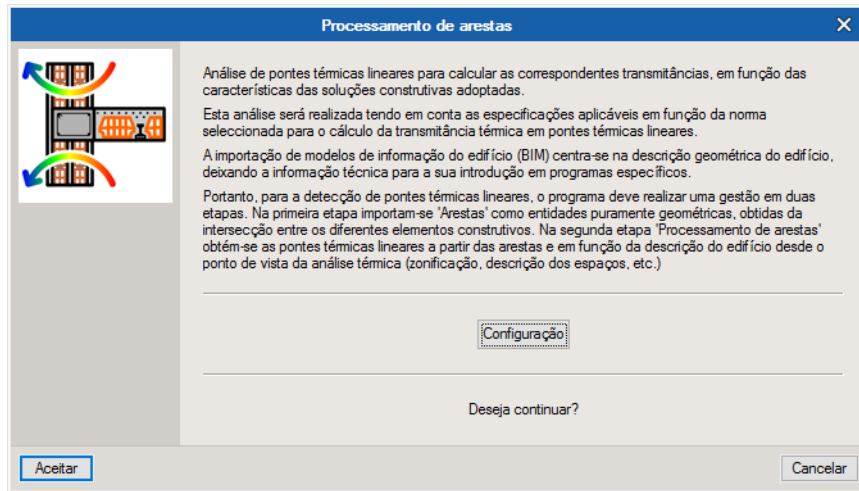 Processamento de arestas
Análise de pontes térmicas lineares para calcular as correspondentes transmitâncias, em função das
características das soluções construtivas adoptadas.
Esta análise será realizada tendo em conta as especificações aplicáveis em função da norma
seleccionada para o cálculo da transmitância térmica em pontes térmicas lineares.
A importação de modelos de informação do edifício (BIM) centra-se na descrição geométrica do edifício,
deixando a informação técnica para a sua introdução em programas específicos.
Portanto, para a detecção de pontes térmicas lineares, o programa deve realizar uma gestão em duas
etapas. Na primeira etapa importam-se 'Arestas' como entidades puramente geométricas, obtidas da
intersecção entre os diferentes elementos construtivos. Na segunda etapa 'Processamento de arestas'
obtém-se as pontes térmicas lineares a partir das arestas e em função da descrição do edifício desde o
ponto de vista da análise térmica (zonificação, descrição dos espaços, etc.)
Configuração
Deseja continuar?
Aceitar
Cancelar